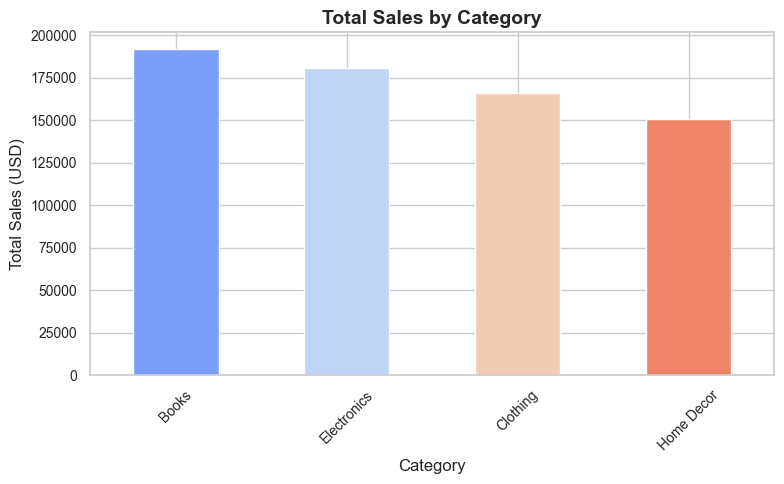 Total Sales by Category
Total Sales (USD)
200000
175000
150000
125000
100000
75000
50000
25000
0
Books
Electronics
Clothing
Home Decor
Category